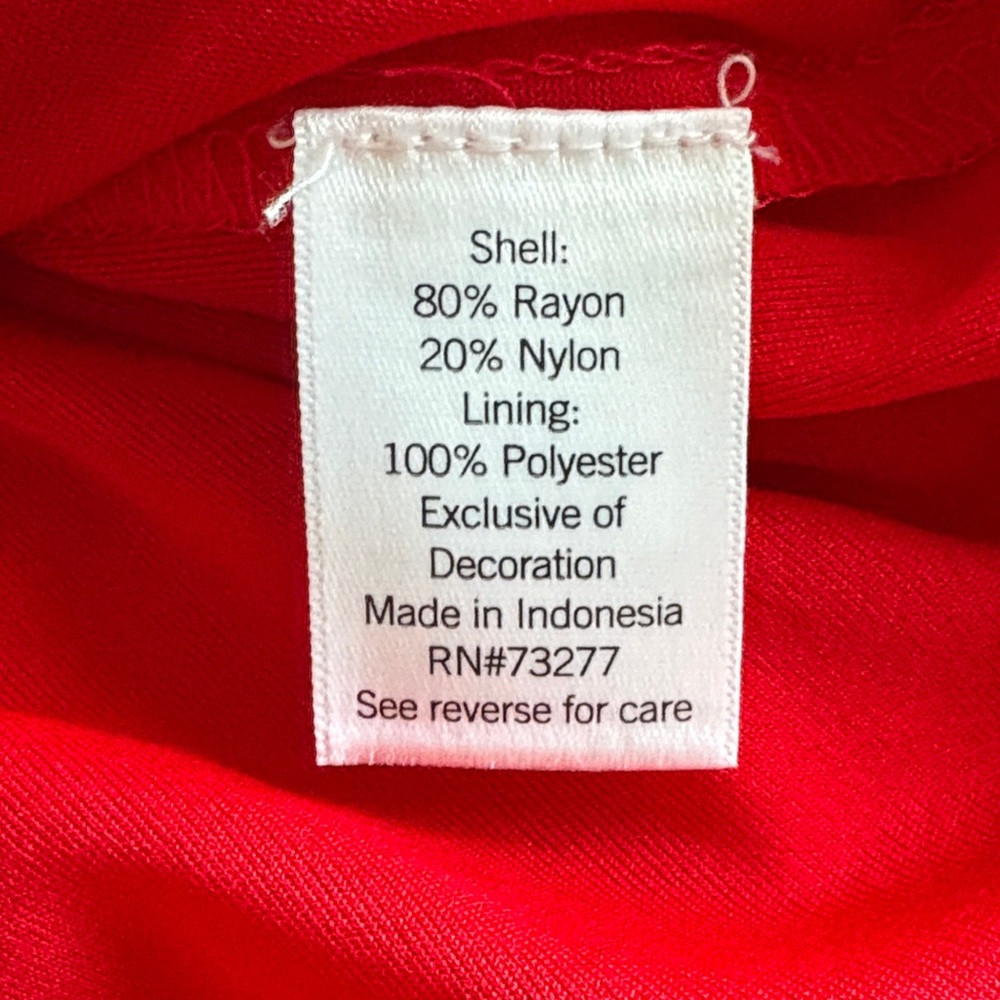 Shell:
80% Rayon
20% Nylon
Lining:
100% Polyester
Exclusive of
Decoration
Made in Indonesia
RN#73277
See reverse for care